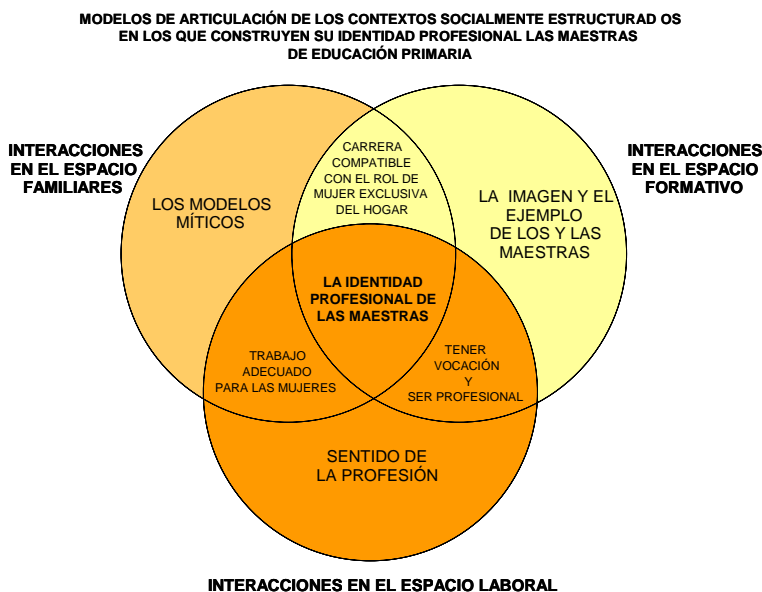 MODELOS DE ARTICULACIÓN DE LOS CONTEXTOS SOCIALMENTE ESTRUCTURAD OS
EN LOS QUE CONSTRUYEN SU IDENTIDAD PROFESIONAL LAS MAESTRAS
DE EDUCACIÓN PRIMARIA
INTERACCIONES
EN EL ESPACIO
FAMILIARES
CARRERA
COMPATIBLE
CON EL ROL DE
MUJER EXCLUSIVA
DEL HOGAR
INTERACCIONES
EN EL ESPACIO
FORMATIVO
LOS MODELOS
MÍTICOS
LA IMAGEN Y EL
EJEMPLO
DE LOS Y LAS
MAESTRAS
LA IDENTIDAD
PROFESIONAL DE
LAS MAESTRAS
TRABAJO
ADECUADO
PARA LAS MUJERES
TENER
VOCACIÓN
Y
SER PROFESIONAL
SENTIDO DE
LA PROFESIÓN
INTERACCIONES EN EL ESPACIO LABORAL